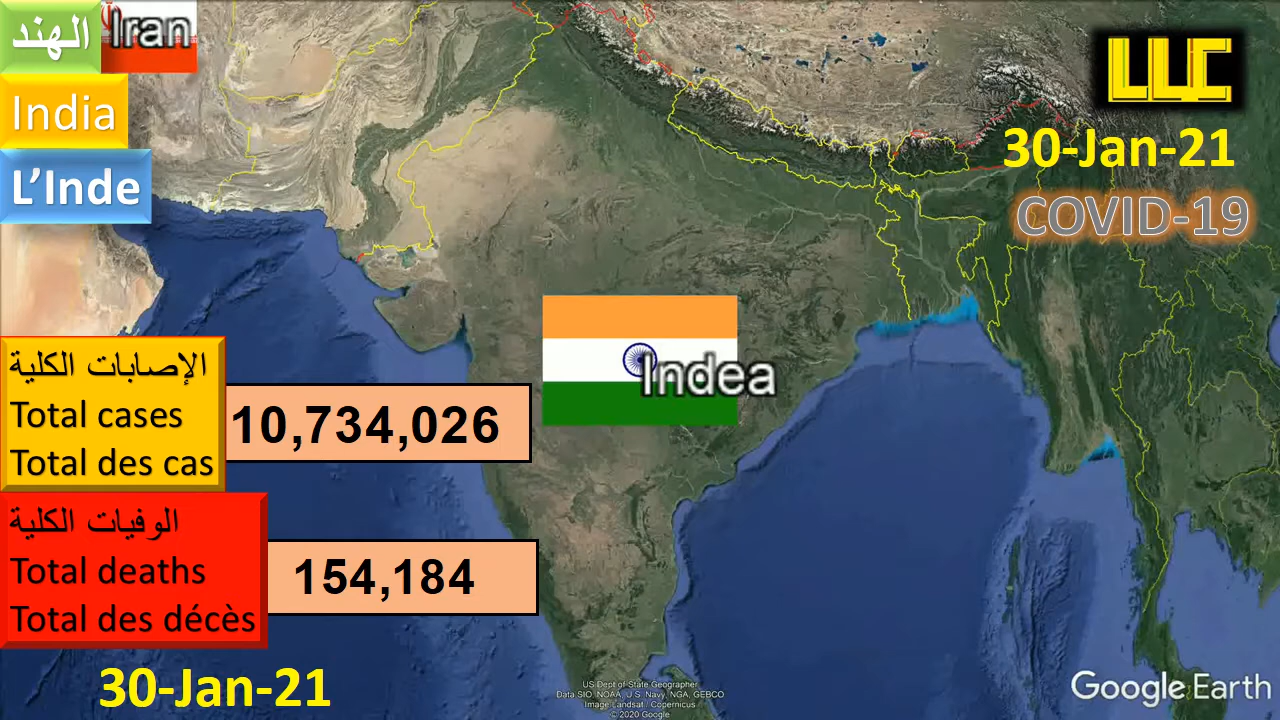 الهند
Iran
India
L’Inde
LLC
30-Jan-21
COVID-19
Indea
الإصابات الكلية
Total cases
Total des cas
10,734,026
الوفيات الكلية
Total deaths
Total des décès
154,184
30-Jan-21
US Dept of State Geographer
Data SIO, NOAA, U.S. Navy, NGA, GEBCO
Image Landsat / Copernicus
© 2020 Google
Google Earth